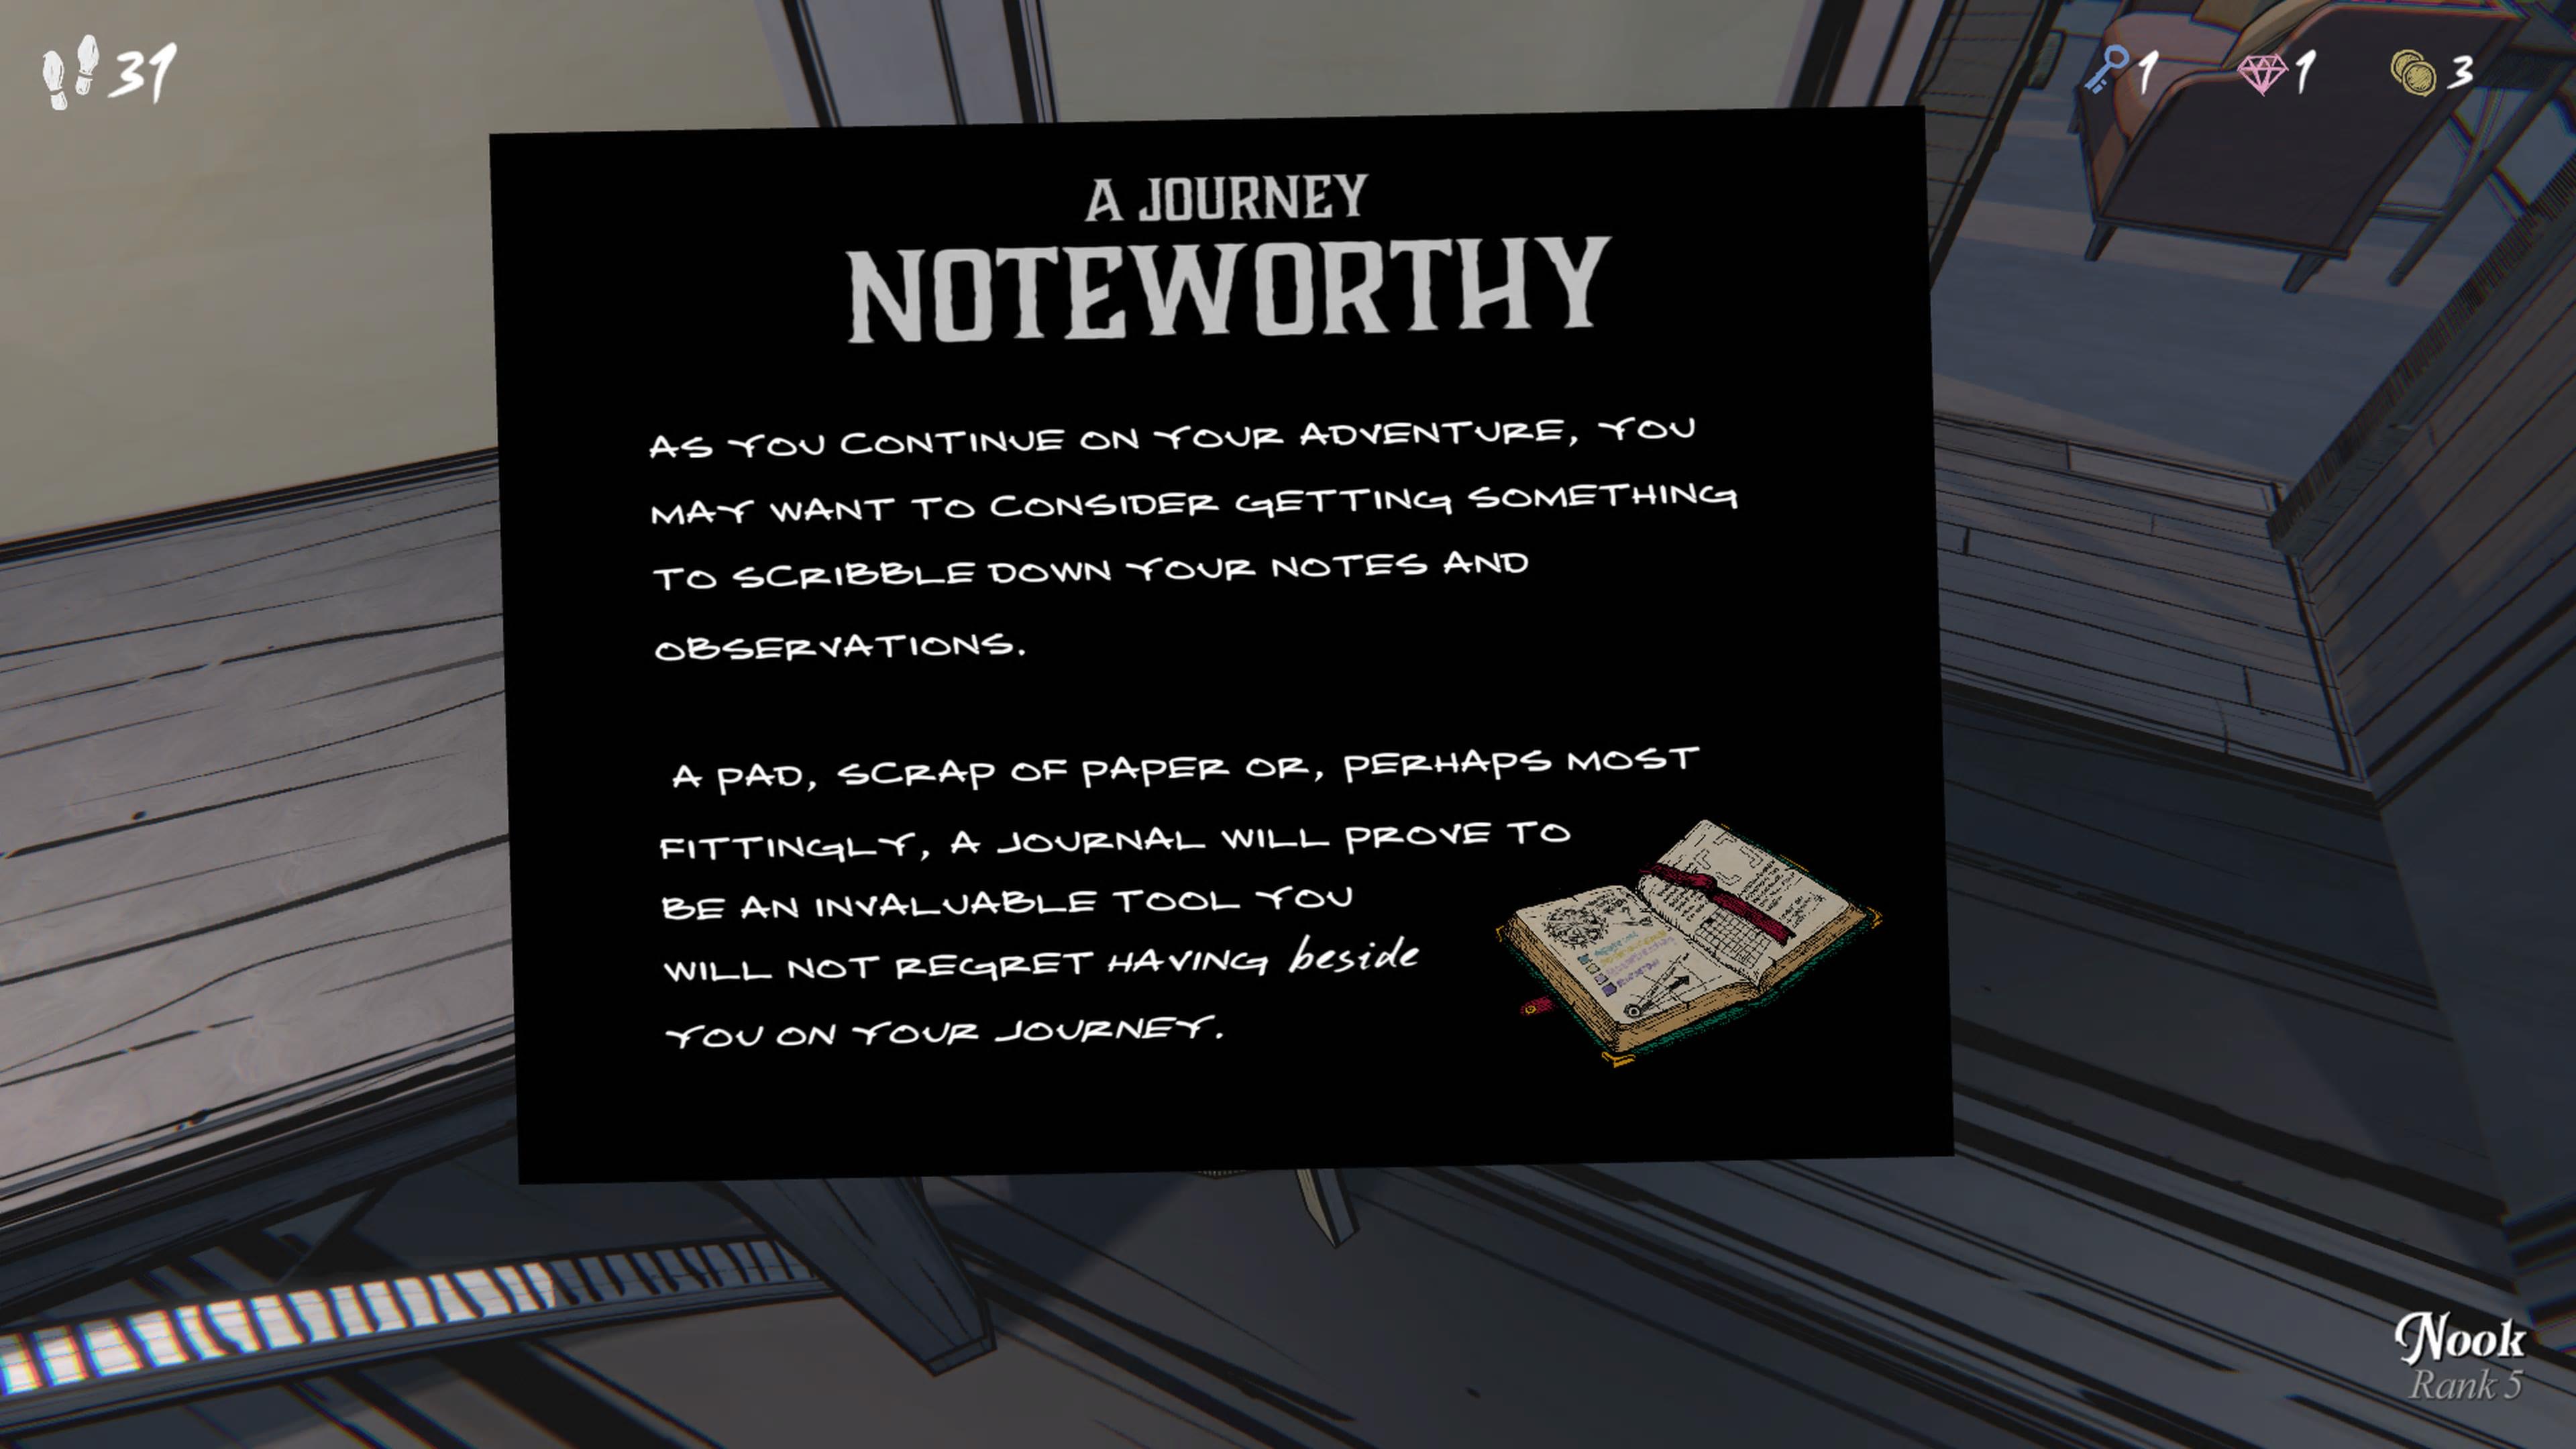 31
1
1
3
A JOURNEY
NOTEWORTHY
AS YOU CONTINUE ON YOUR ADVENTURE, YOU
MAY WANT TO CONSIDER GETTING SOMETHING
TO SCRIBBLE DOWN YOUR NOTES AND
OBSERVATIONS.
A PAD, SCRAP OF PAPER OR, PERHAPS MOST
FITTINGLY, A JOURNAL WILL PROVE TO
BE AN INVALUABLE TOOL YOU
WILL NOT REGRET HAVING beside
YOU ON YOUR JOURNEY.
Nook
Rank 5